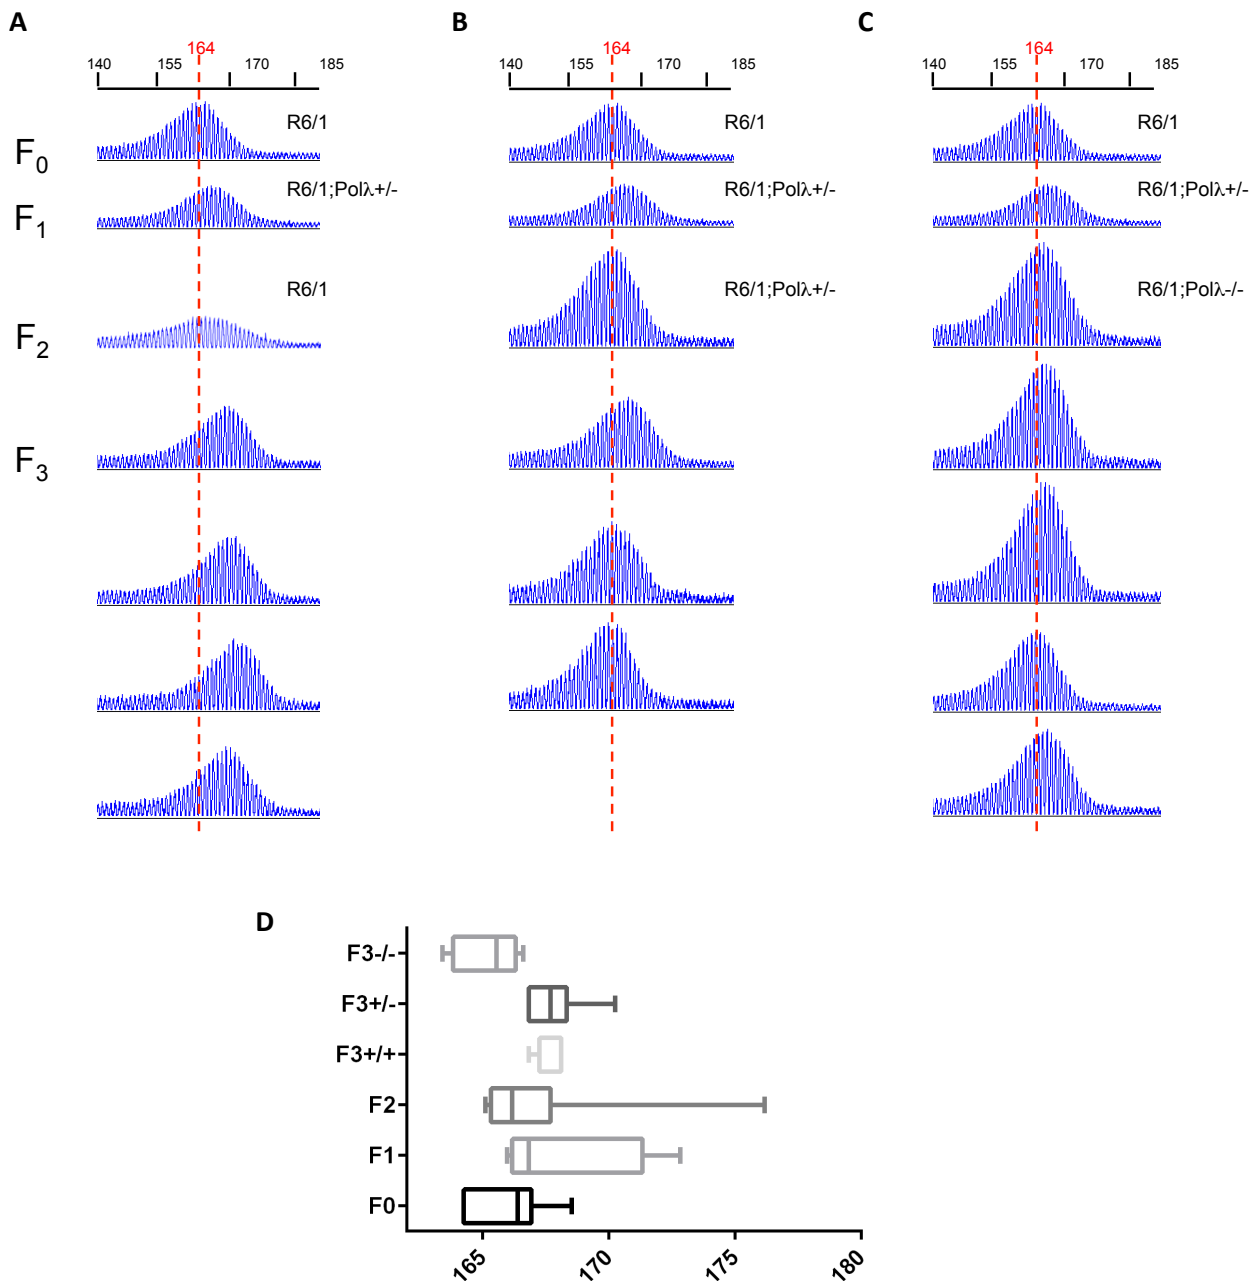 A B C
164 164 164
140 155 170 185 140 155 170 185 140 155 170 185
R6/1 R6/1 R6/1
F0
R6/1;Polλ+/- R6/1;Polλ+/- R6/1;Polλ+/-
F1
R6/1 R6/1;Polλ+/- R6/1;Polλ-/-
F2
F3
D
F3-/-
F3+/-
F3+/+
F2
F1
F0
165 170 175 180